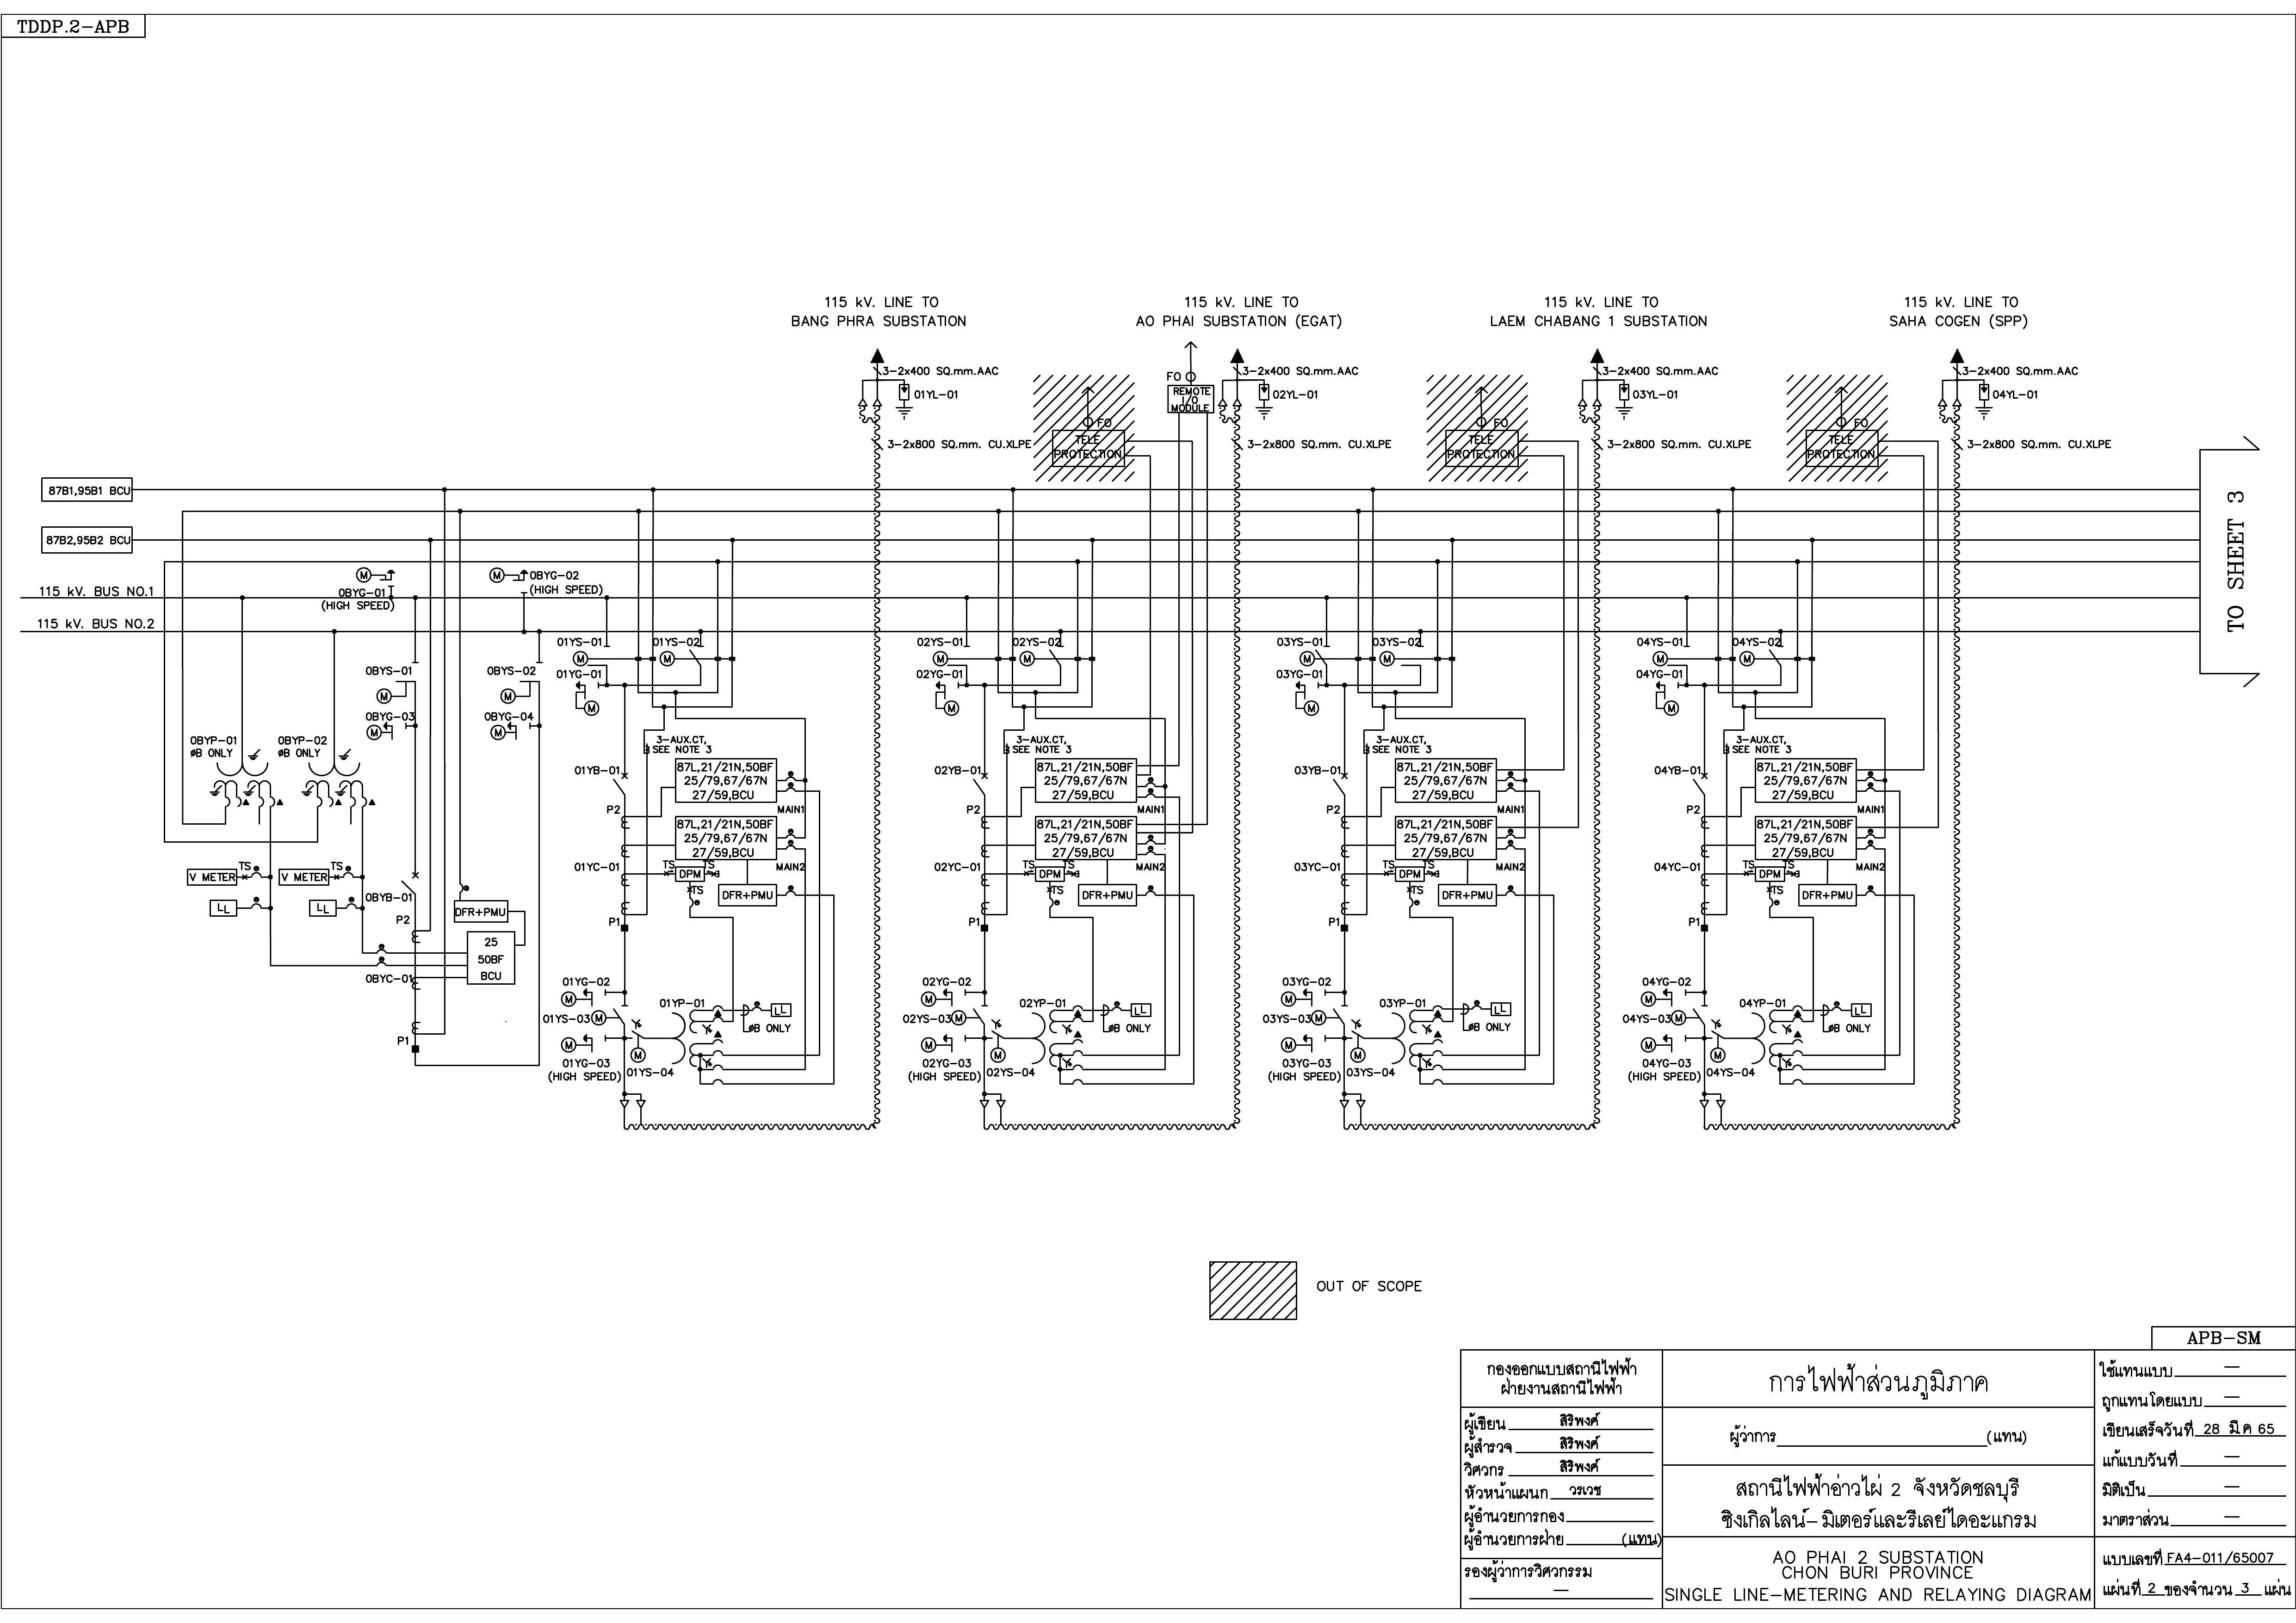 TDDP.2-APB
115 kV. LINE TO
BANG PHRA SUBSTATION
115 kV. LINE TO
AO PHAI SUBSTATION (EGAT)
115 kV. LINE TO
LAEM CHABANG 1 SUBSTATION
115 kV. LINE TO
SAHA COGEN (SPP)
3-2x400 SQ.mm.AAC
01YL-01
3-2x800 SQ.mm. CU.XLPE
FO
TELE
PROTECTION
FO
REMOTE
I/O
MODULE
3-2x400 SQ.mm.AAC
02YL-01
3-2x800 SQ.mm. CU.XLPE
FO
TELE
PROTECTION
3-2x400 SQ.mm.AAC
03YL-01
3-2x800 SQ.mm. CU.XLPE
FO
TELE
PROTECTION
3-2x400 SQ.mm.AAC
04YL-01
3-2x800 SQ.mm. CU.XLPE
TO SHEET 3
87B1,95B1 BCU
87B2,95B2 BCU
115 kV. BUS NO.1
115 kV. BUS NO.2
M
0BYG-01
(HIGH SPEED)
M
0BYG-02
(HIGH SPEED)
0BYS-01
M
0BYG-03
M
0BYS-02
M
0BYG-04
M
0BYP-01
øB ONLY
0BYP-02
øB ONLY
V METER
TS
V METER
TS
LL
LL
0BYB-01
P2
DFR+PMU
25
50BF
BCU
0BYC-01
P1
01YS-01
M
01YS-02
M
01YG-01
M
3-AUX.CT,
3 SEE NOTE 3
01YB-01
87L,21/21N,50BF
25/79,67/67N
27/59,BCU
MAIN1
P2
87L,21/21N,50BF
25/79,67/67N
27/59,BCU
MAIN2
01YC-01
TS
DPM
TS
TS
DFR+PMU
P1
01YG-02
M
01YS-03
M
01YP-01
LL
øB ONLY
M
01YG-03
(HIGH SPEED)
M
01YS-04
02YS-01
M
02YS-02
M
02YG-01
M
3-AUX.CT,
3 SEE NOTE 3
02YB-01
87L,21/21N,50BF
25/79,67/67N
27/59,BCU
MAIN1
P2
87L,21/21N,50BF
25/79,67/67N
27/59,BCU
MAIN2
02YC-01
TS
DPM
TS
TS
DFR+PMU
P1
02YG-02
M
02YS-03
M
02YP-01
LL
øB ONLY
M
02YG-03
(HIGH SPEED)
M
02YS-04
03YS-01
M
03YS-02
M
03YG-01
M
3-AUX.CT,
3 SEE NOTE 3
03YB-01
87L,21/21N,50BF
25/79,67/67N
27/59,BCU
MAIN1
P2
87L,21/21N,50BF
25/79,67/67N
27/59,BCU
MAIN2
03YC-01
TS
DPM
TS
TS
DFR+PMU
P1
03YG-02
M
03YS-03
M
03YP-01
LL
øB ONLY
M
03YG-03
(HIGH SPEED)
M
03YS-04
04YS-01
M
04YS-02
M
04YG-01
M
3-AUX.CT,
3 SEE NOTE 3
04YB-01
87L,21/21N,50BF
25/79,67/67N
27/59,BCU
MAIN1
P2
87L,21/21N,50BF
25/79,67/67N
27/59,BCU
MAIN2
04YC-01
TS
DPM
TS
TS
DFR+PMU
P1
04YG-02
M
04YS-03
M
04YP-01
LL
øB ONLY
M
04YG-03
(HIGH SPEED)
M
04YS-04
OUT OF SCOPE
APB-SM
กองออกแบบสถานีไฟฟ้า
ฝ่ายงานสถานีไฟฟ้า
ผู้เขียน สิริพงศ์
ผู้สำรวจ สิริพงศ์
วิศวกร สิริพงศ์
หัวหน้าแผนก วรเวช
ผู้อำนวยการกอง
ผู้อำนวยการฝ่าย (แทน)
รองผู้ว่าการวิศวกรรม
—
การไฟฟ้าส่วนภูมิภาค
ผู้ว่าการ (แทน)
สถานีไฟฟ้าอ่าวไผ่ 2 จังหวัดชลบุรี
ซิงเกิลไลน์-มิเตอร์และรีเลย์ไดอะแกรม
AO PHAI 2 SUBSTATION
CHON BURI PROVINCE
SINGLE LINE-METERING AND RELAYING DIAGRAM
ใช้แทนแบบ —
ถูกแทนโดยแบบ —
เขียนเสร็จวันที่ 28 มี.ค 65
แก้แบบวันที่ —
มิติเป็น —
มาตราส่วน —
แบบเลขที่ FA4-011/65007
แผ่นที่ 2 ของจำนวน 3 แผ่น